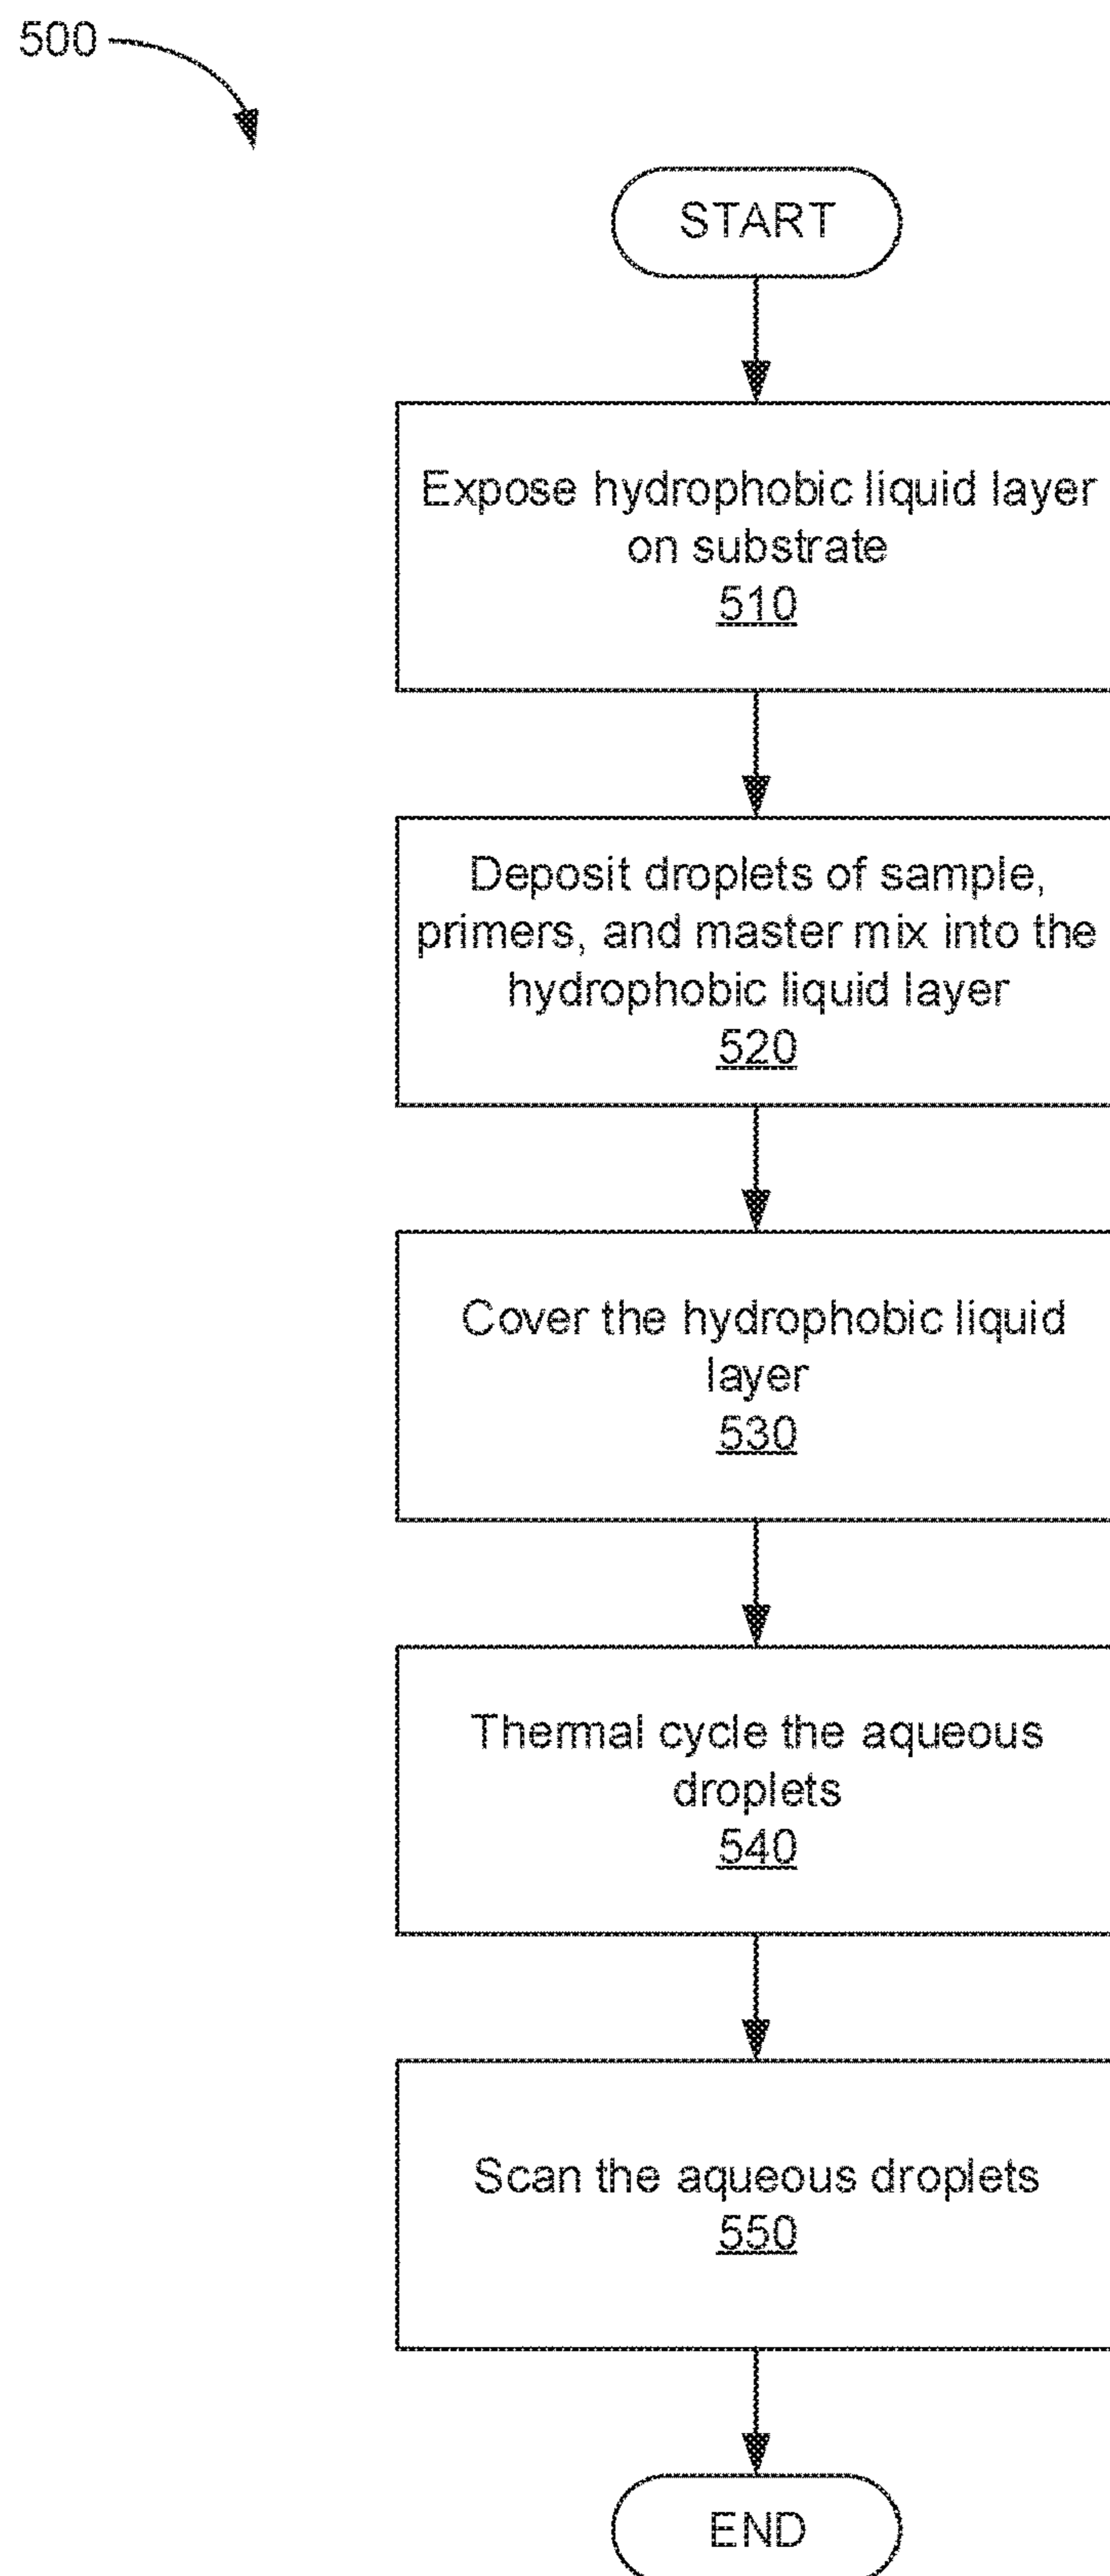 500
START
Expose hydrophobic liquid layer
on substrate
510
Deposit droplets of sample,
primers, and master mix into the
hydrophobic liquid layer
520
Cover the hydrophobic liquid
layer
530
Thermal cycle the aqueous
droplets
540
Scan the aqueous droplets
550
END